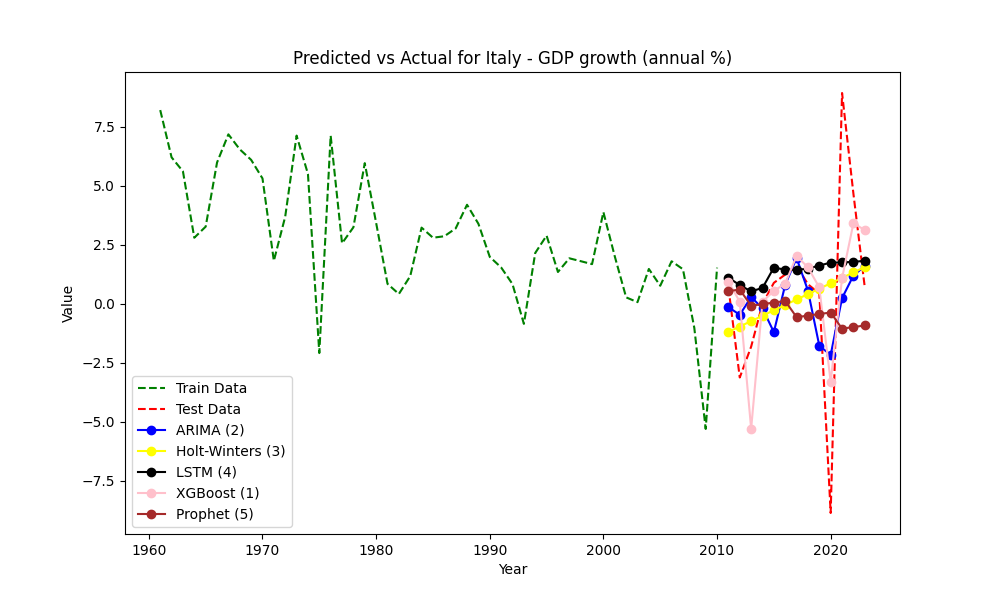 Predicted vs Actual for Italy - GDP growth (annual %)
Value
7.5
5.0
2.5
0.0
−2.5
−5.0
−7.5
Train Data
Test Data
ARIMA (2)
Holt-Winters (3)
LSTM (4)
XGBoost (1)
Prophet (5)
1960 1970 1980 1990 2000 2010 2020
Year